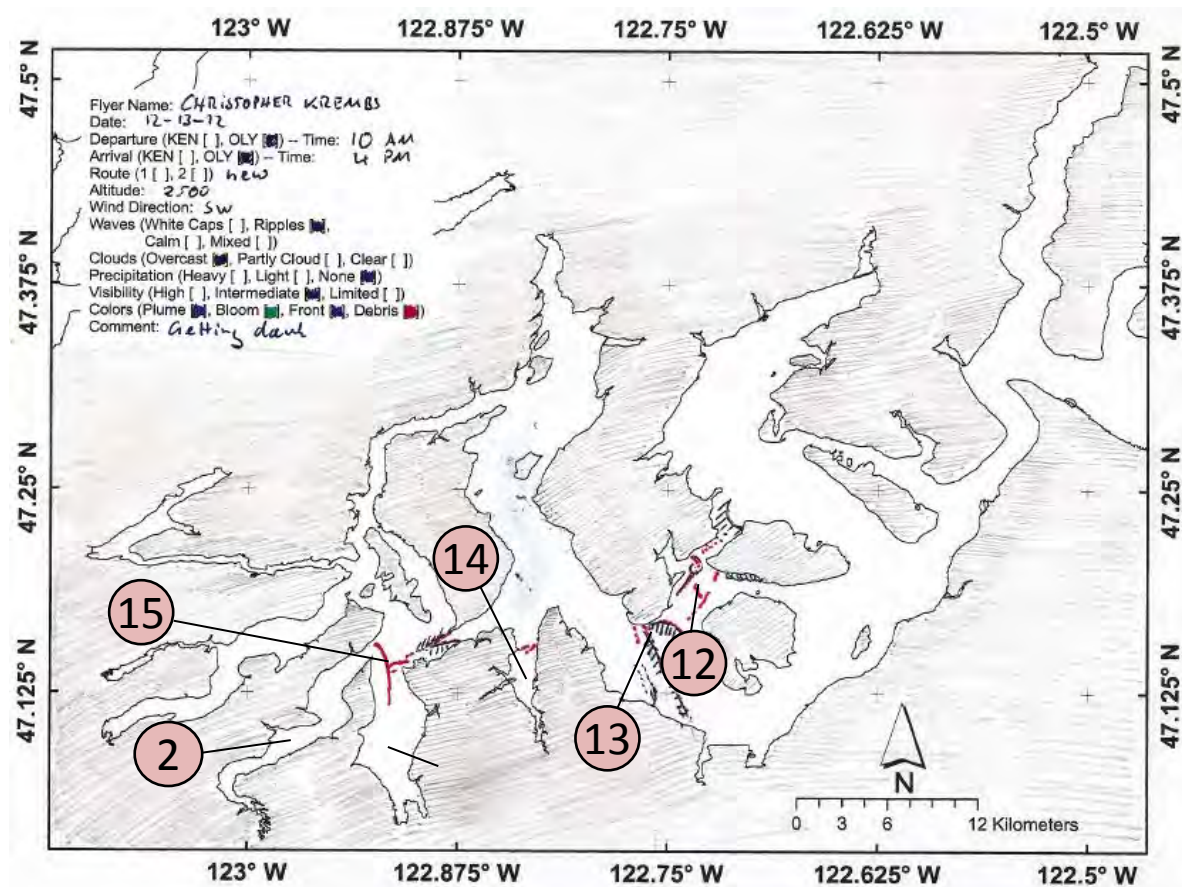 123° W 122.875° W 122.75° W 122.625° W 122.5° W
47.5° N 47.5° N
Flyer Name: CHRISTOPHER KREMBS
Date: 12-13-12
Departure (KEN [ ], OLY [ ]) -- Time: 10 AM
Arrival (KEN [ ], OLY [ ]) -- Time: 4 PM
Route (1 [ ], 2 [ ]) new
Altitude: 2500
Wind Direction: SW
Waves (White Caps [ ], Ripples [ ],
Calm [ ], Mixed [ ])
Clouds (Overcast [ ], Partly Cloud [ ], Clear [ ])
Precipitation (Heavy [ ], Light [ ], None [ ])
Visibility (High [ ], Intermediate [ ], Limited [ ])
Colors (Plume [ ], Bloom [ ], Front [ ], Debris [ ])
Comment: Getting dark
47.375° N 47.375° N
47.25° N 47.25° N
14
15
12
47.125° N 47.125° N
13
2
N
0 3 6 12 Kilometers
123° W 122.875° W 122.75° W 122.625° W 122.5° W